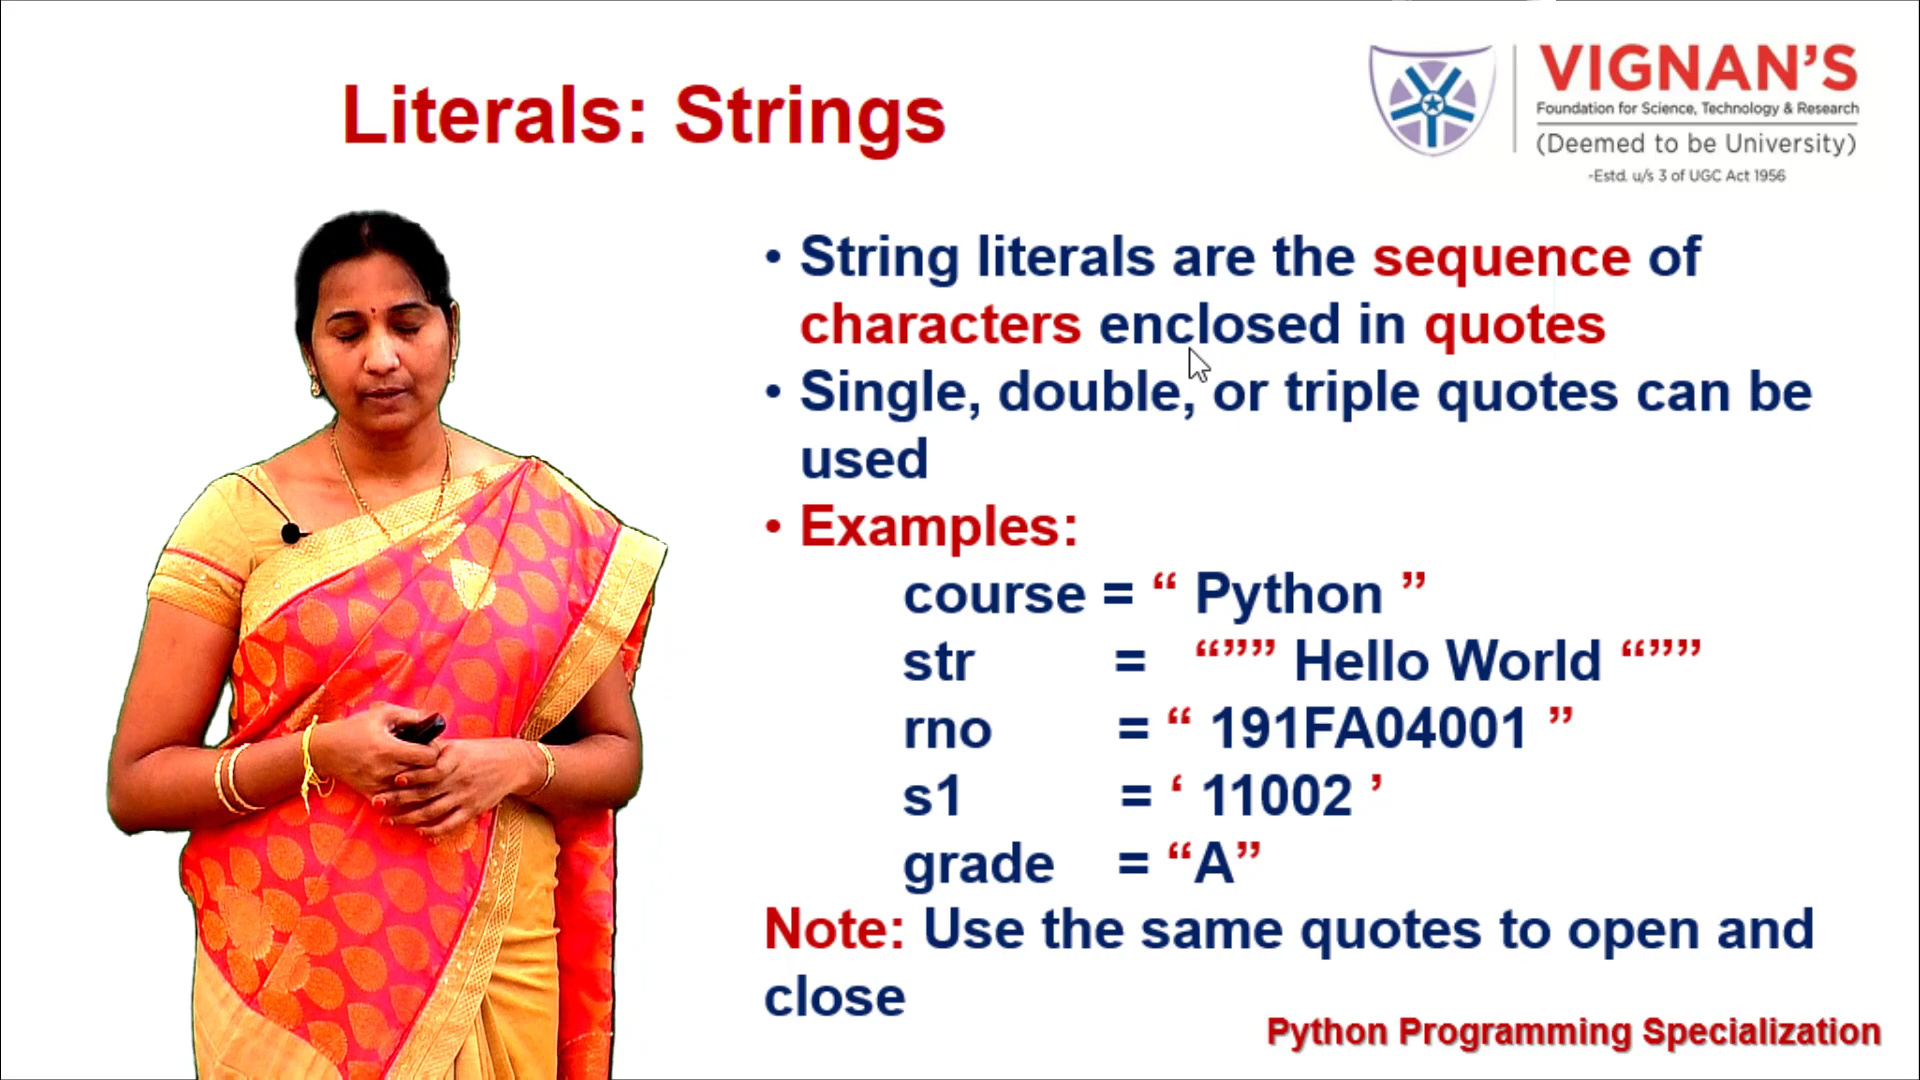 Literals: Strings
VIGNAN’S
Foundation for Science, Technology & Research
(Deemed to be University)
-Estd. u/s 3 of UGC Act 1956
• String literals are the sequence of
characters enclosed in quotes
• Single, double, or triple quotes can be
used
• Examples:
course = “ Python ”
str = “”” Hello World “””
rno = “ 191FA04001 ”
s1 = ‘ 11002 ’
grade = “A”
Note: Use the same quotes to open and
close
Python Programming Specialization